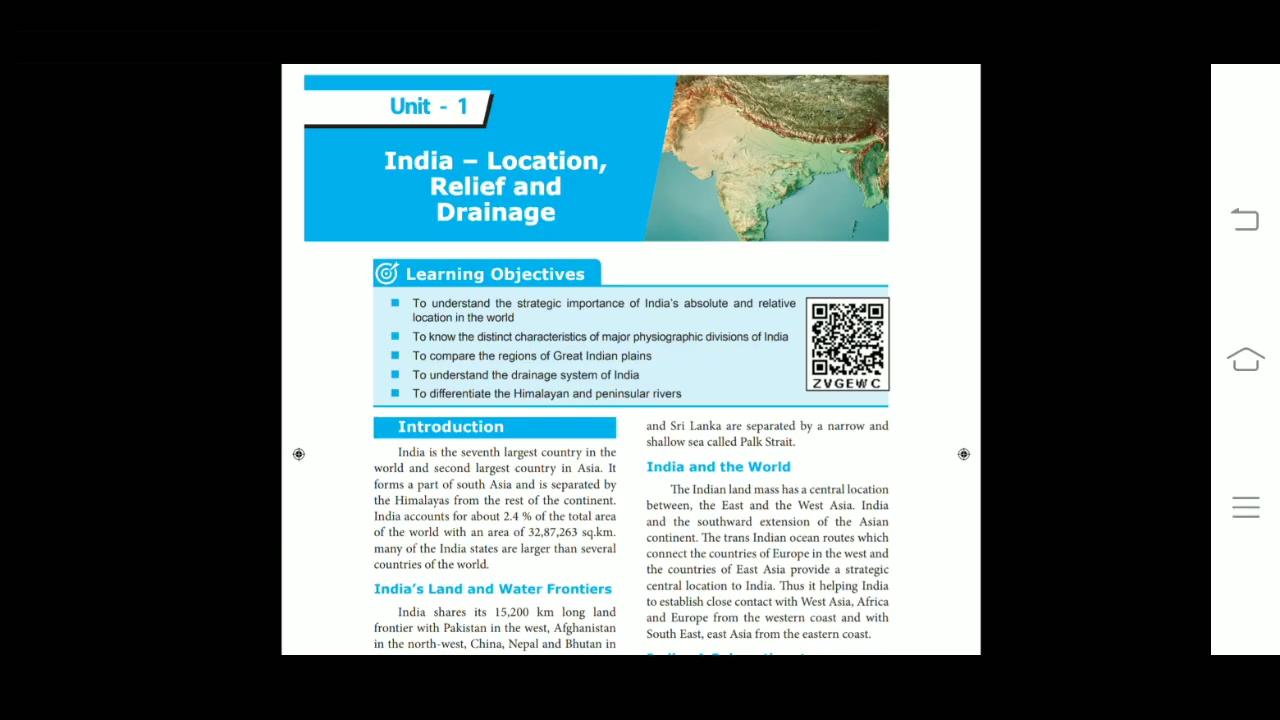 Unit - 1
India – Location,
Relief and
Drainage
Learning Objectives
To understand the strategic importance of India's absolute and relative
location in the world
To know the distinct characteristics of major physiographic divisions of India
To compare the regions of Great Indian plains
To understand the drainage system of India
To differentiate the Himalayan and peninsular rivers
ZVGEWC
Introduction
India is the seventh largest country in the
world and second largest country in Asia. It
forms a part of south Asia and is separated by
the Himalayas from the rest of the continent.
India accounts for about 2.4 % of the total area
of the world with an area of 32,87,263 sq.km.
many of the India states are larger than several
countries of the world.
India's Land and Water Frontiers
India shares its 15,200 km long land
frontier with Pakistan in the west, Afghanistan
in the north-west, China, Nepal and Bhutan in
and Sri Lanka are separated by a narrow and
shallow sea called Palk Strait.
India and the World
The Indian land mass has a central location
between, the East and the West Asia. India
and the southward extension of the Asian
continent. The trans Indian ocean routes which
connect the countries of Europe in the west and
the countries of East Asia provide a strategic
central location to India. Thus it helping India
to establish close contact with West Asia, Africa
and Europe from the western coast and with
South East, east Asia from the eastern coast.